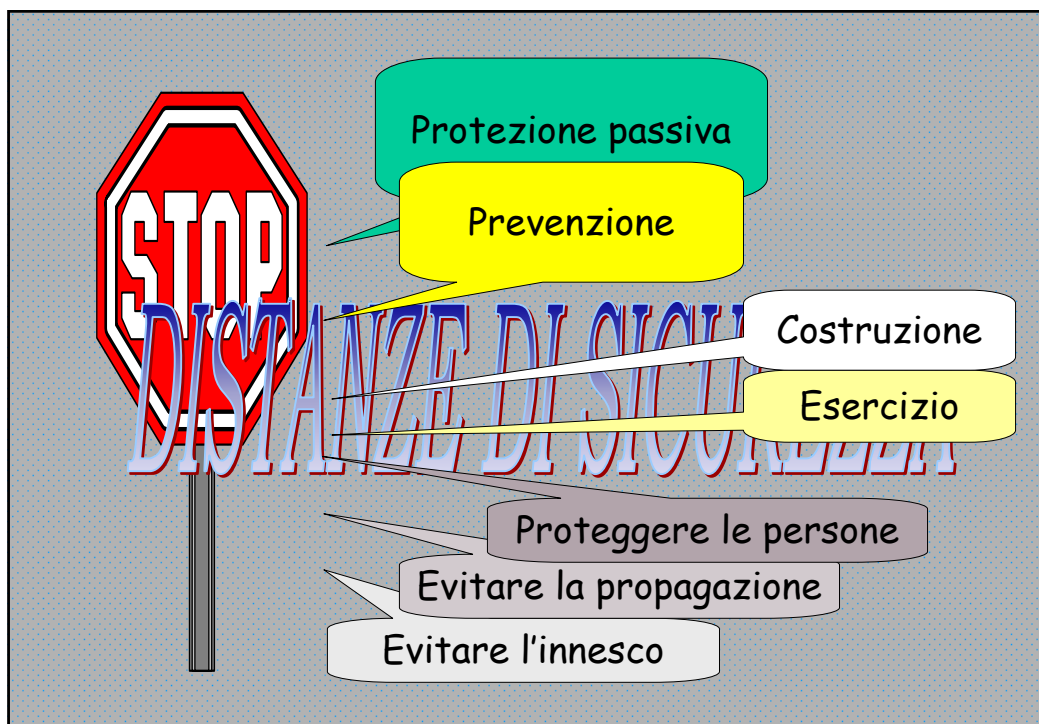 Protezione passiva
Prevenzione
STOP
DISTANZE DI SICUREZZA
Costruzione
Esercizio
Proteggere le persone
Evitare la propagazione
Evitare l’innesco